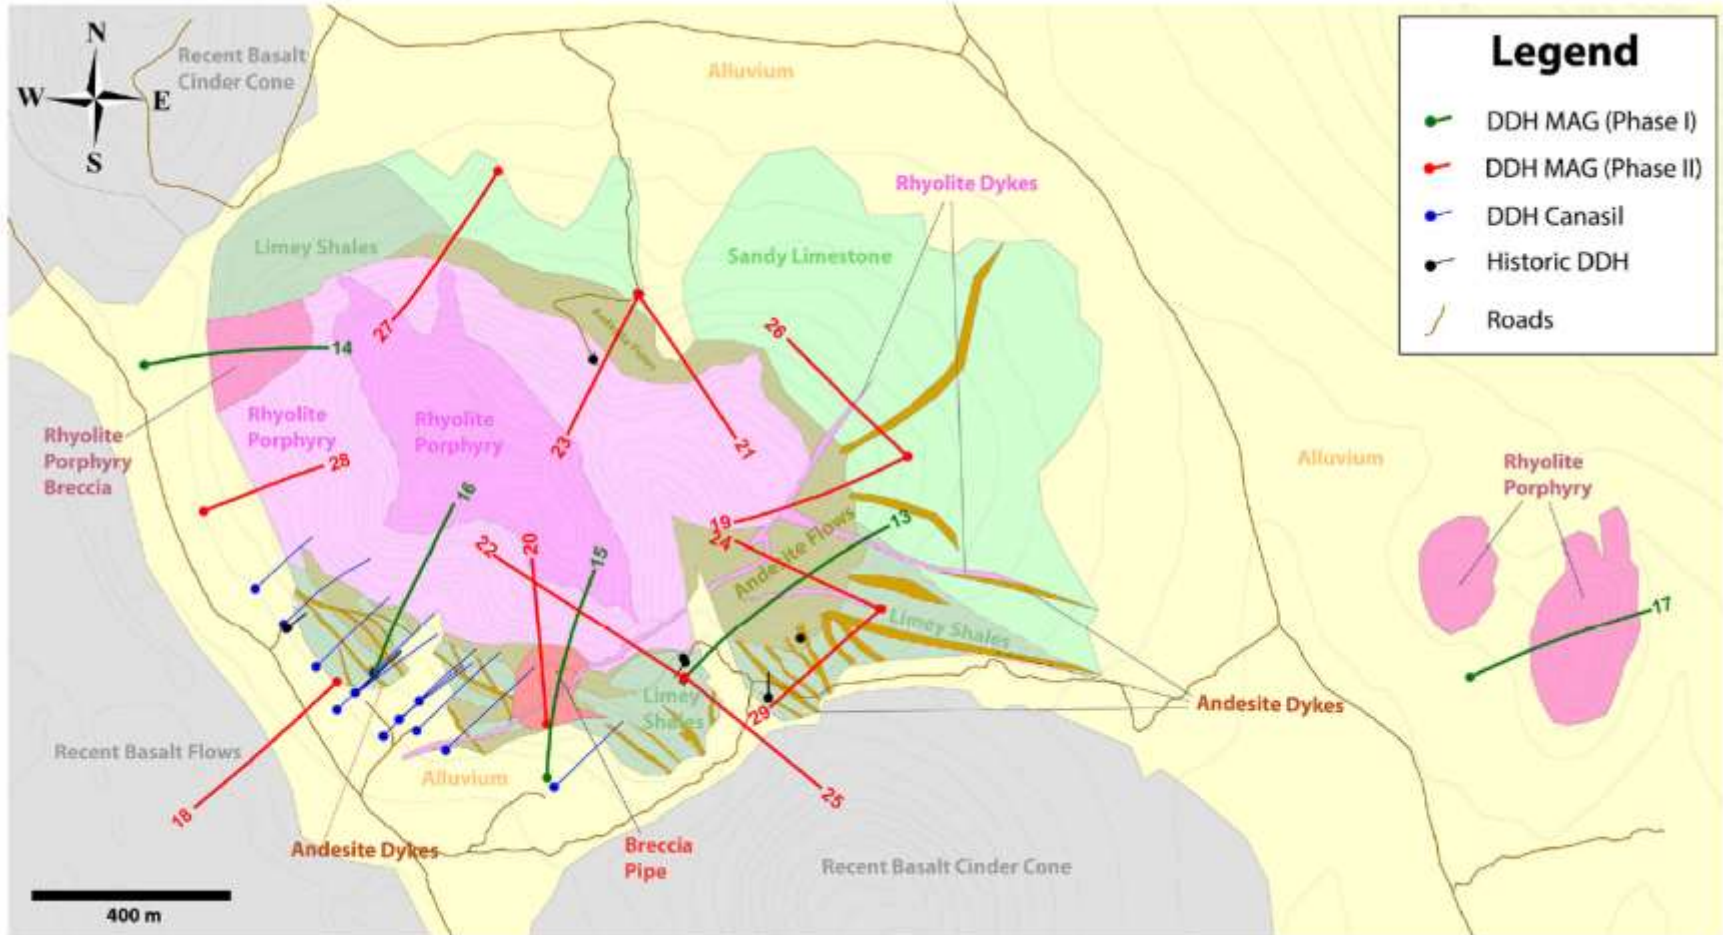 N
W
E
S
Recent Basalt
Cinder Cone
Alluvium
Legend
DDH MAG (Phase I)
DDH MAG (Phase II)
DDH Canasil
Historic DDH
Roads
Rhyolite Dykes
Limey Shales
Sandy Limestone
Andesite Flows
27
14
26
Rhyolite
Porphyry
Rhyolite
Porphyry
Rhyolite
Porphyry
Breccia
23
21
28
16
Alluvium
Rhyolite
Porphyry
19
24
13
22
20
15
Andesite Flows
Limey Shales
17
Limey
Shales
29
Andesite Dykes
Recent Basalt Flows
Alluvium
25
18
Andesite Dykes
Breccia
Pipe
Recent Basalt Cinder Cone
400 m